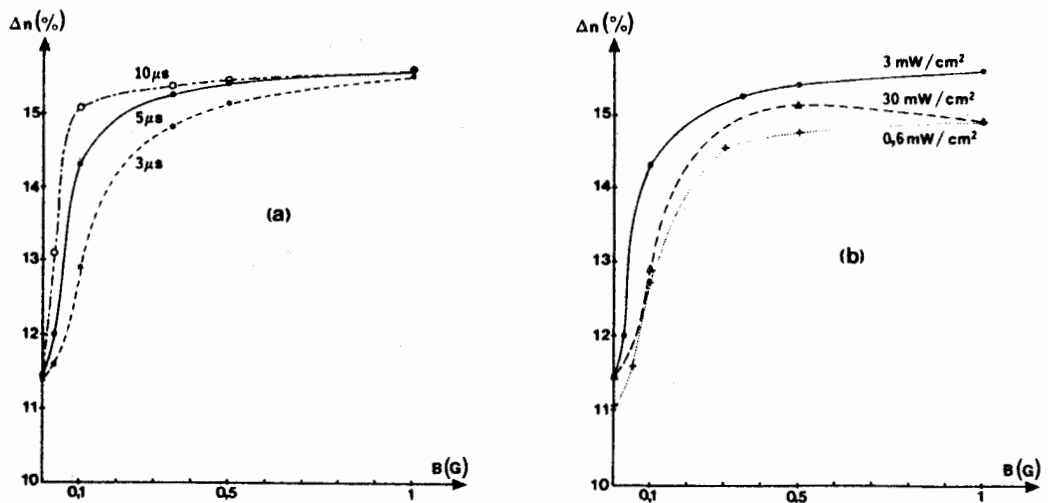 Δn(%)
10μs
15
5μs
3μs
14
(a)
13
12
11
10
0,1
0,5
1
B(G)
Δn(%)
3 mW/cm²
15
30 mW/cm²
0,6 mW/cm²
14
13
(b)
12
11
10
0,1
0,5
1
B(G)